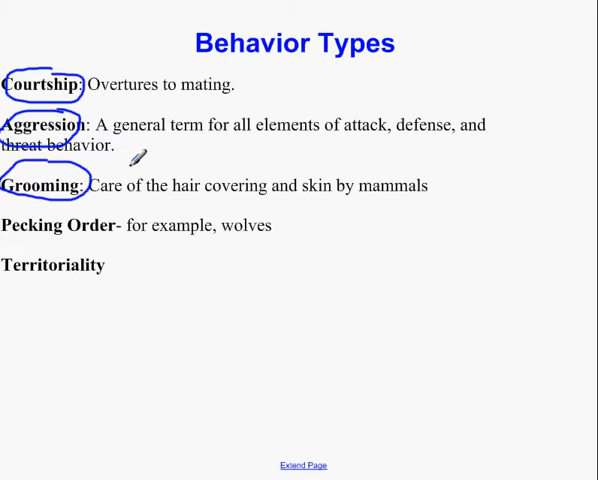 Behavior Types
Courtship: Overtures to mating.
Aggression: A general term for all elements of attack, defense, and
threat behavior.
Grooming: Care of the hair covering and skin by mammals
Pecking Order- for example, wolves
Territoriality
Extend Page